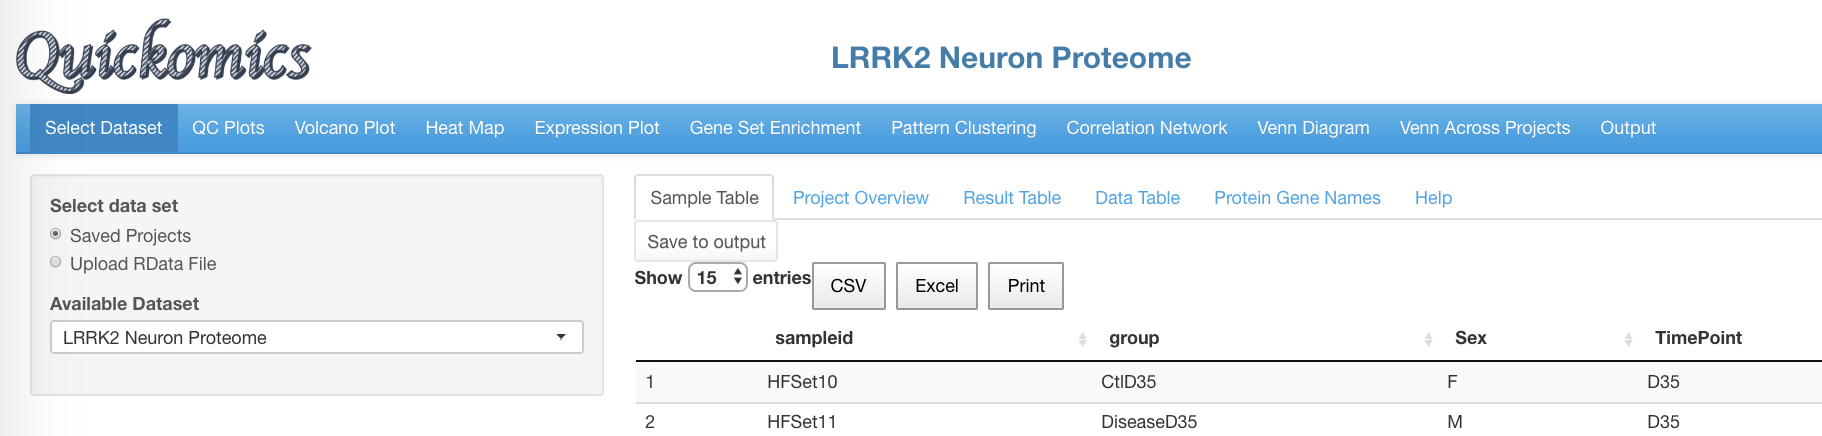 Quickomics
LRRK2 Neuron Proteome
Select Dataset QC Plots Volcano Plot Heat Map Expression Plot Gene Set Enrichment Pattern Clustering Correlation Network Venn Diagram Venn Across Projects Output
Select data set
Saved Projects
Upload RData File
Available Dataset
LRRK2 Neuron Proteome
Sample Table Project Overview Result Table Data Table Protein Gene Names Help
Save to output
Show 15 entries CSV Excel Print
sampleid group Sex TimePoint
1 HFSet10 CtlD35 F D35
2 HFSet11 DiseaseD35 M D35